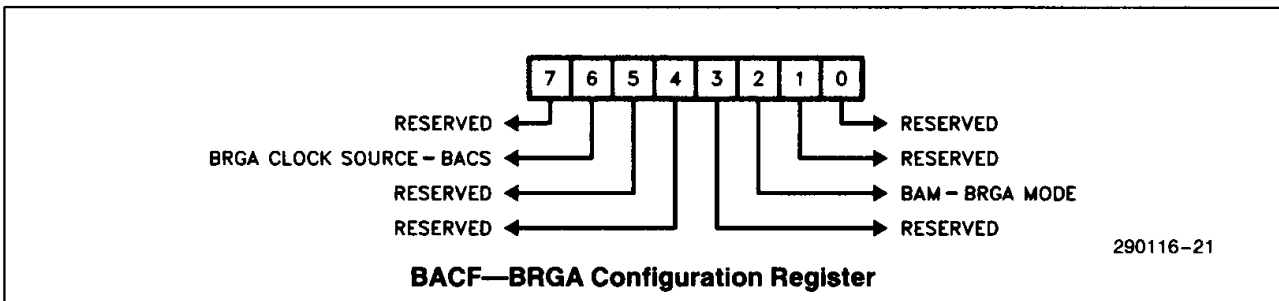 7 6 5 4 3 2 1 0
RESERVED RESERVED
BRGA CLOCK SOURCE – BACS RESERVED
RESERVED BAM – BRGA MODE
RESERVED RESERVED
290116–21
BACF—BRGA Configuration Register